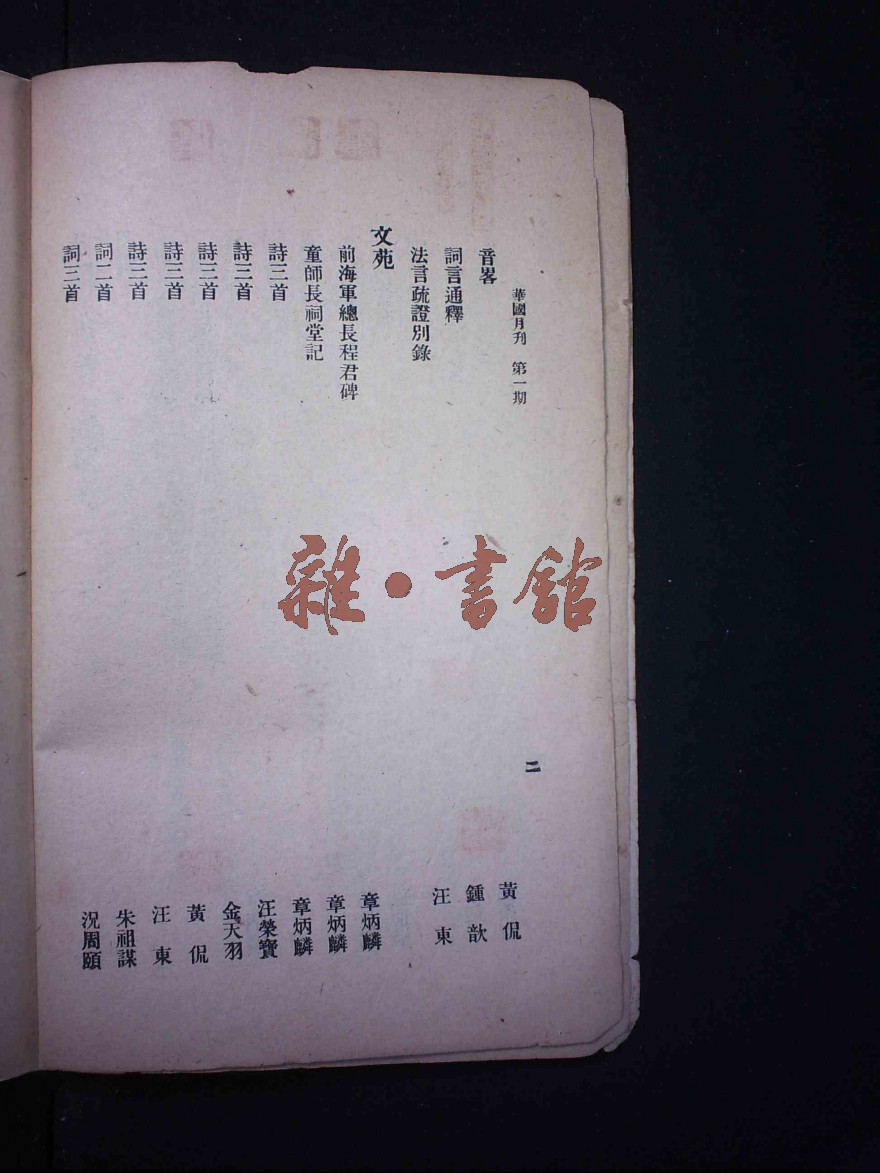 華國月刊 第一期 二
音畧 黃侃
詞言通釋 鍾歆
法言疏證別錄 汪東
文苑
前海軍總長程君碑 章炳麟
童師長祠堂記 章炳麟
詩三首 章炳麟
詩三首 汪榮寶
詩三首 金天羽
詩三首 黃侃
詩三首 汪東
詞二首 朱祖謀
詞三首 況周頤
雜•書館